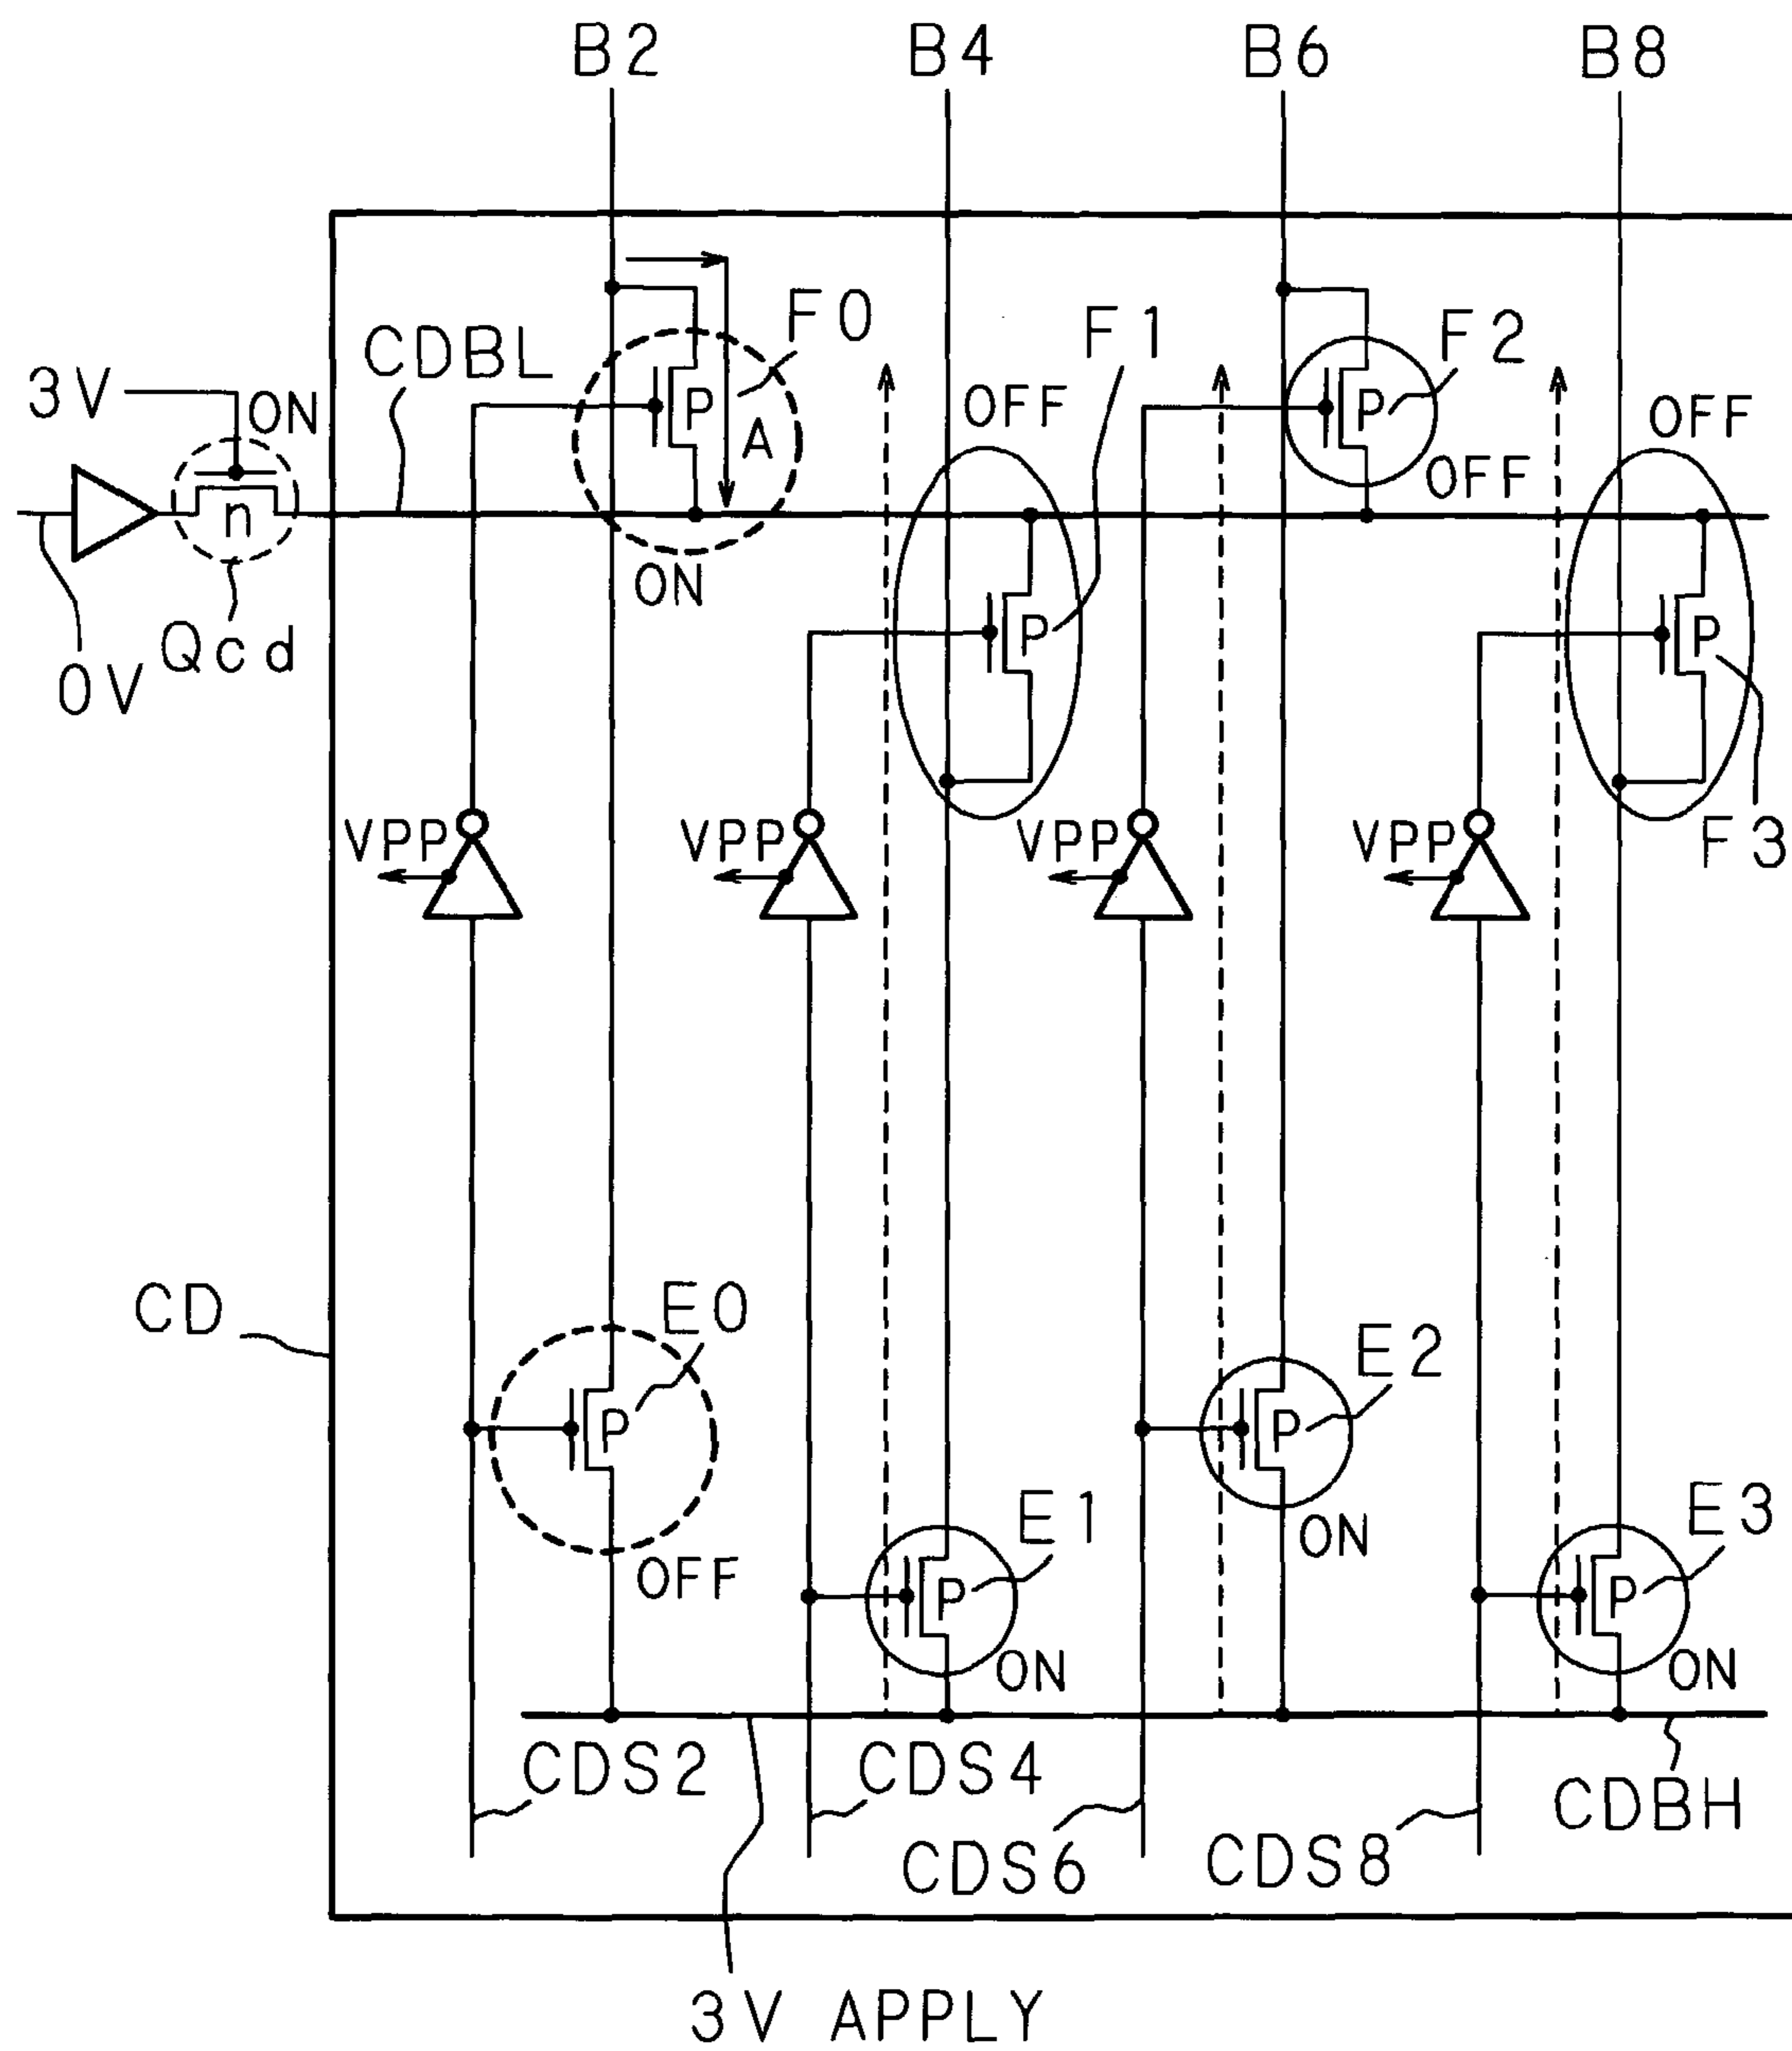 B2 B4 B6 B8
F0 F1 F2
CDBL
3V ON OFF OFF
P P P
A
OFF
n
ON
P P
Qcd
0V
VPP VPP VPP VPP
F3
CD
E0
E2
P P
E1 E3
ON
OFF
P P
ON ON
CDS2 CDS4
CDBH
CDS6 CDS8
3V APPLY